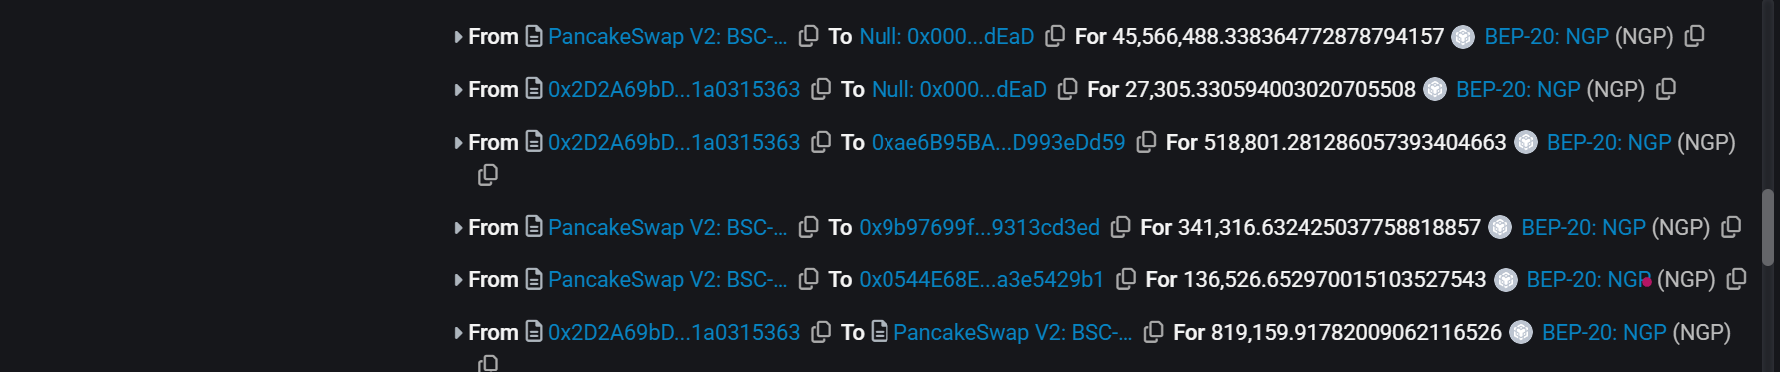 From PancakeSwap V2: BSC-... To Null: 0x000...dEaD For 45,566,488.338364772878794157 BEP-20: NGP (NGP)
From 0x2D2A69bD...1a0315363 To Null: 0x000...dEaD For 27,305.330594003020705508 BEP-20: NGP (NGP)
From 0x2D2A69bD...1a0315363 To 0xae6B95BA...D993eDd59 For 518,801.281286057393404663 BEP-20: NGP (NGP)
From PancakeSwap V2: BSC-... To 0x9b97699f...9313cd3ed For 341,316.632425037758818857 BEP-20: NGP (NGP)
From PancakeSwap V2: BSC-... To 0x0544E68E...a3e5429b1 For 136,526.652970015103527543 BEP-20: NGP (NGP)
From 0x2D2A69bD...1a0315363 To PancakeSwap V2: BSC-... For 819,159.91782009062116526 BEP-20: NGP (NGP)